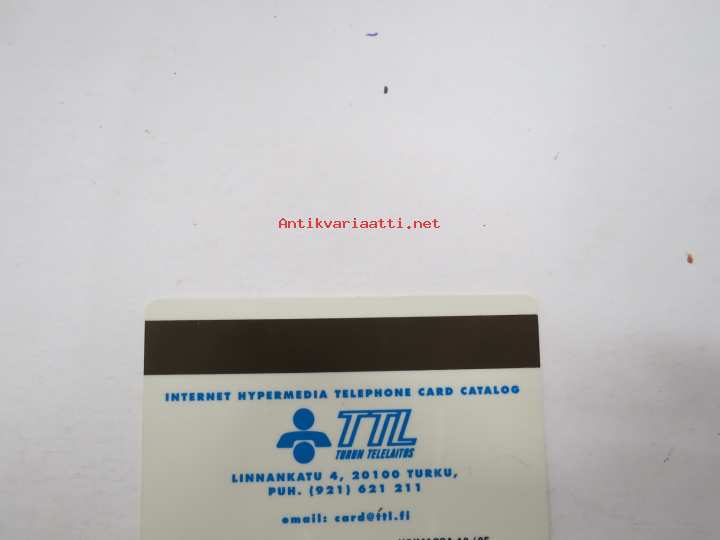 Antikvariaatti.net
INTERNET HYPERMEDIA TELEPHONE CARD CATALOG
TTL
TURUN TELELAITOS
LINNANKATU 4, 20100 TURKU,
PUH. (921) 621 211
email: card@ttl.fi